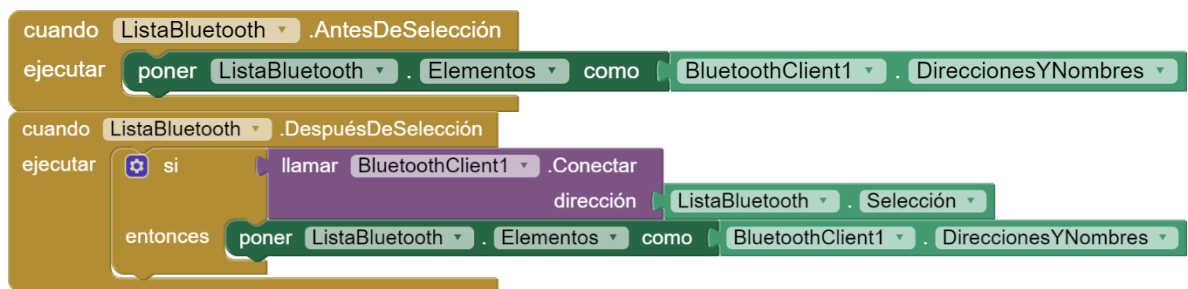 cuando ListaBluetooth .AntesDeSelección
ejecutar poner ListaBluetooth . Elementos como BluetoothClient1 . DireccionesYNombres
cuando ListaBluetooth .DespuésDeSelección
ejecutar si llamar BluetoothClient1 .Conectar
dirección ListaBluetooth . Selección
entonces poner ListaBluetooth . Elementos como BluetoothClient1 . DireccionesYNombres